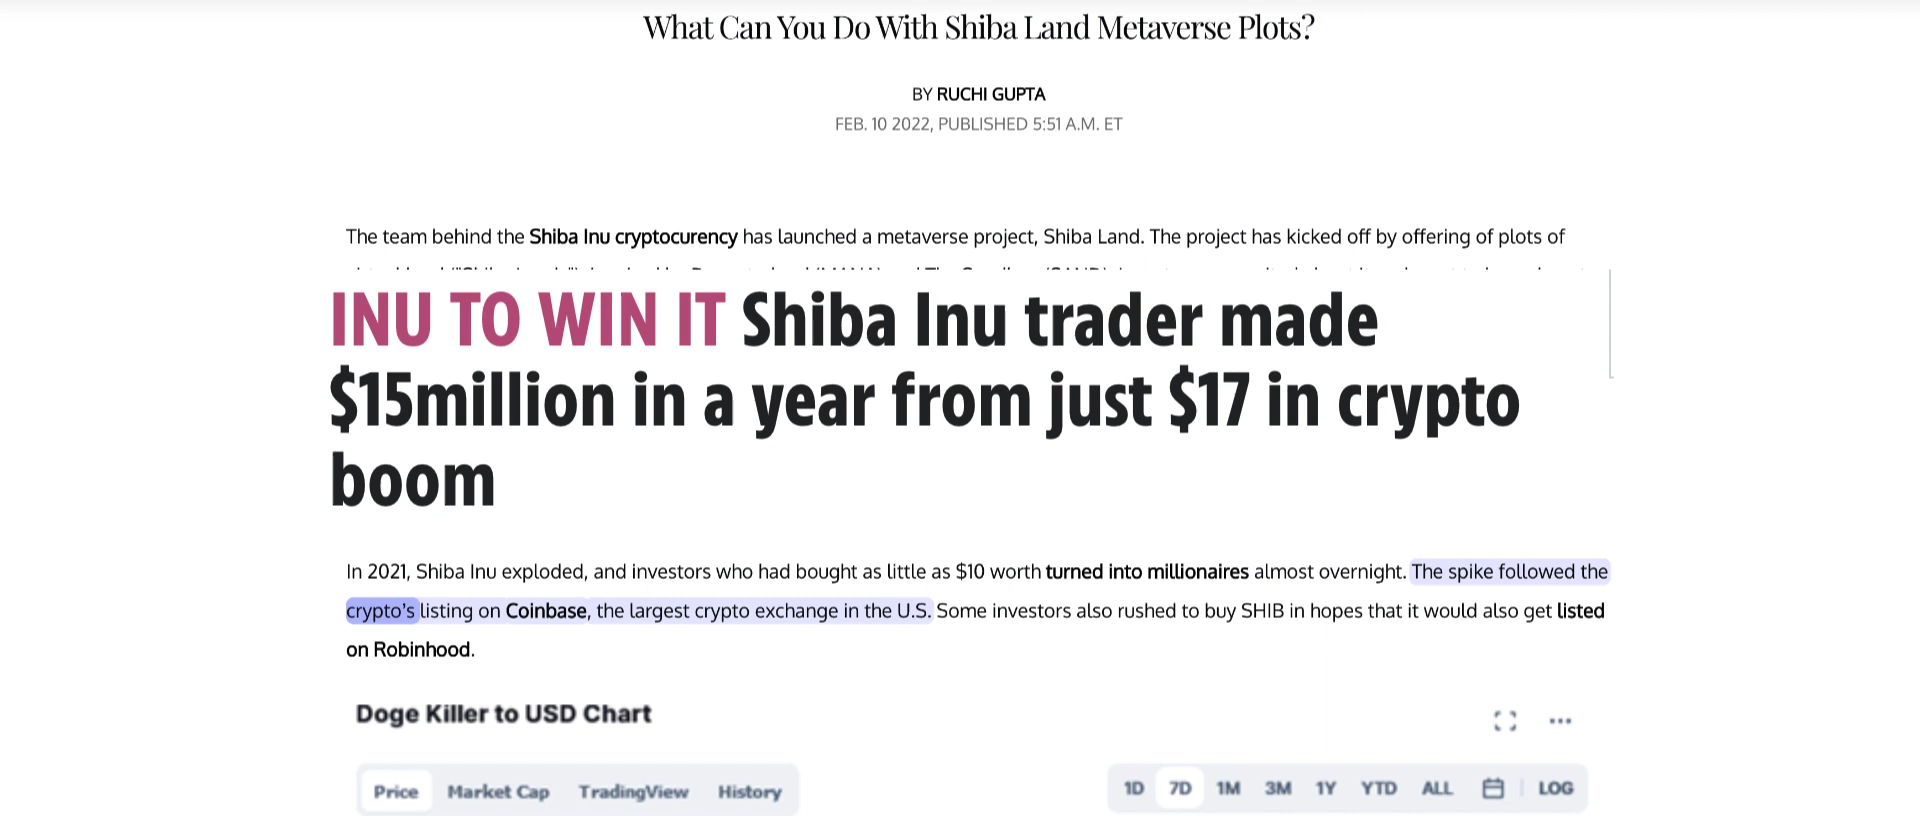 What Can You Do With Shiba Land Metaverse Plots?
BY RUCHI GUPTA
FEB. 10 2022, PUBLISHED 5:51 A.M. ET
The team behind the Shiba Inu cryptocurency has launched a metaverse project, Shiba Land. The project has kicked off by offering of plots of
INU TO WIN IT Shiba Inu trader made
$15million in a year from just $17 in crypto
boom
In 2021, Shiba Inu exploded, and investors who had bought as little as $10 worth turned into millionaires almost overnight. The spike followed the
crypto's listing on Coinbase, the largest crypto exchange in the U.S. Some investors also rushed to buy SHIB in hopes that it would also get listed
on Robinhood.
Doge Killer to USD Chart
Price Market Cap TradingView History 1D 7D 1M 3M 1Y YTD ALL LOG